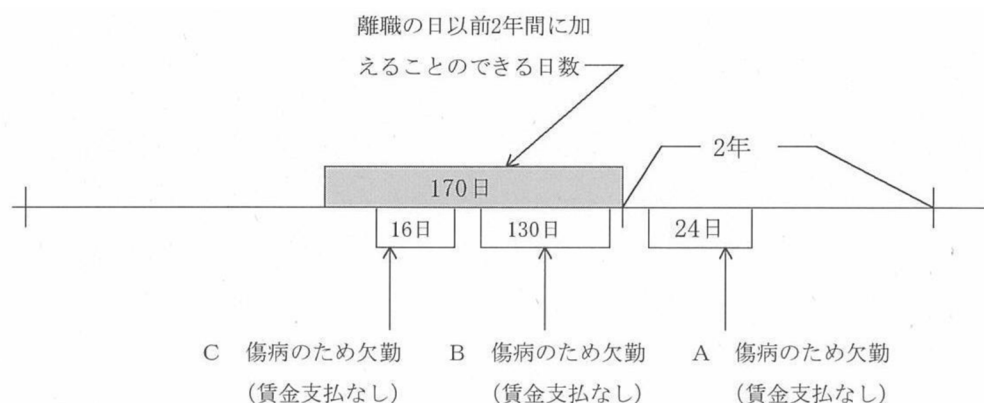 離職の日以前2年間に加
えることのできる日数
2年
170日
16日
130日
24日
C 傷病のため欠勤
(賃金支払なし)
B 傷病のため欠勤
(賃金支払なし)
A 傷病のため欠勤
(賃金支払なし)